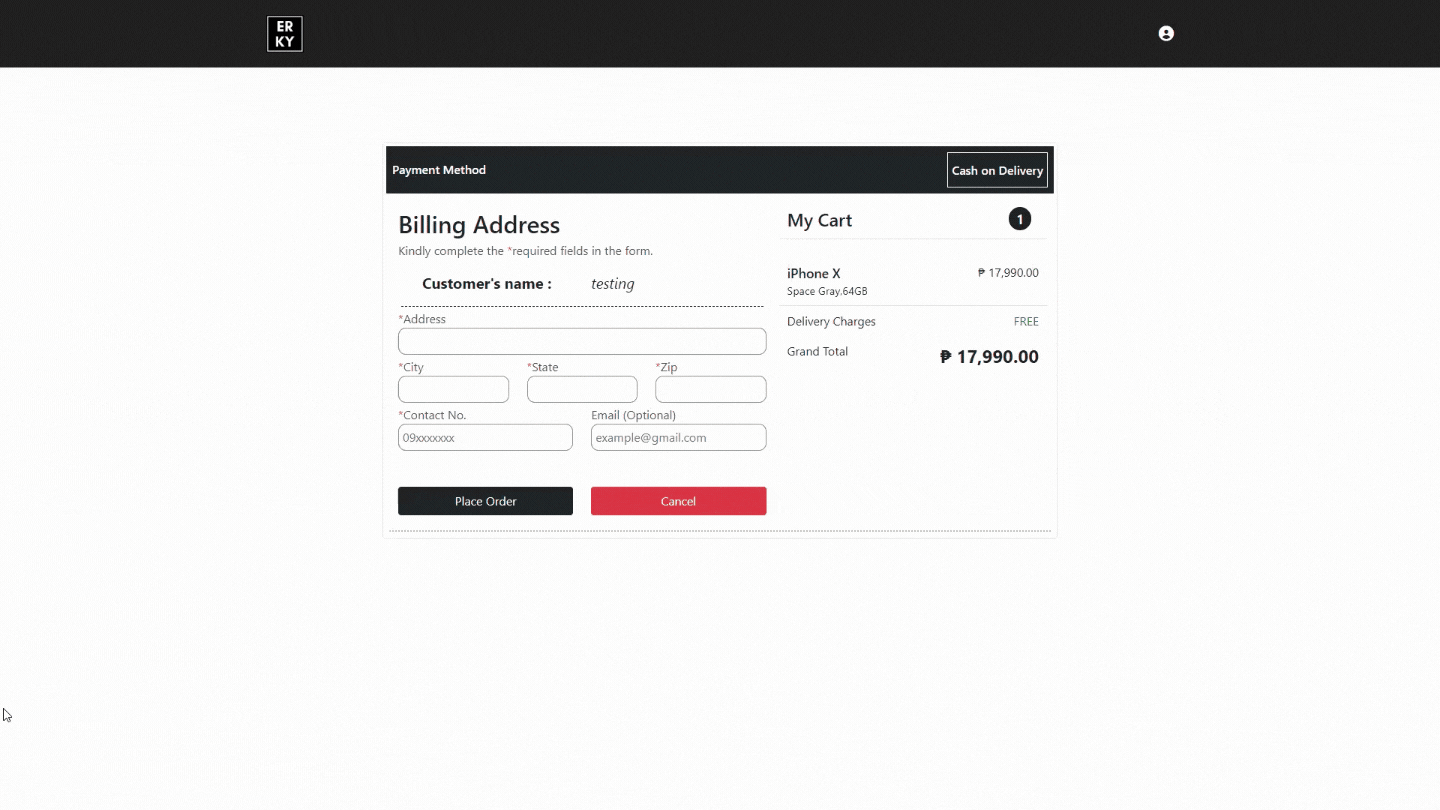 ER
KY
Payment Method
Cash on Delivery
Billing Address
Kindly complete the *required fields in the form.
Customer's name : testing
*Address
*City *State *Zip
*Contact No. Email (Optional)
09xxxxxxx example@gmail.com
Place Order Cancel
My Cart 1
iPhone X ₱ 17,990.00
Space Gray,64GB
Delivery Charges FREE
Grand Total ₱ 17,990.00